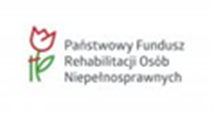 Państwowy Fundusz
Rehabilitacji Osób
Niepełnosprawnych